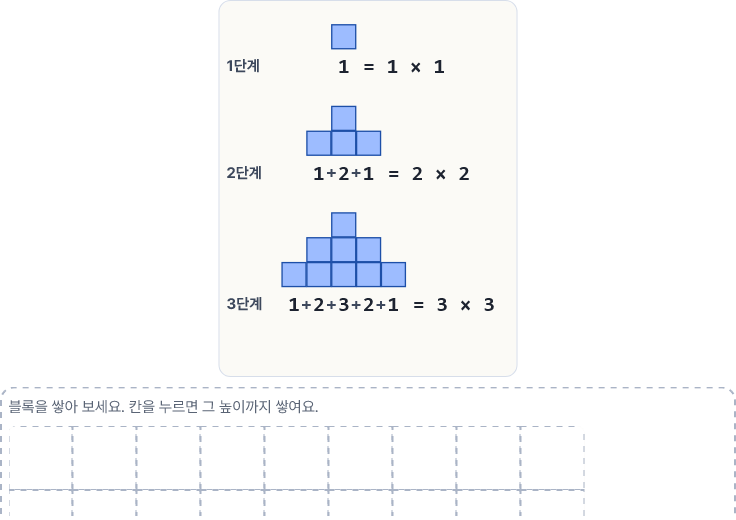 1단계 1 = 1 × 1
2단계 1+2+1 = 2 × 2
3단계 1+2+3+2+1 = 3 × 3
블록을 쌓아 보세요. 칸을 누르면 그 높이까지 쌓여요.